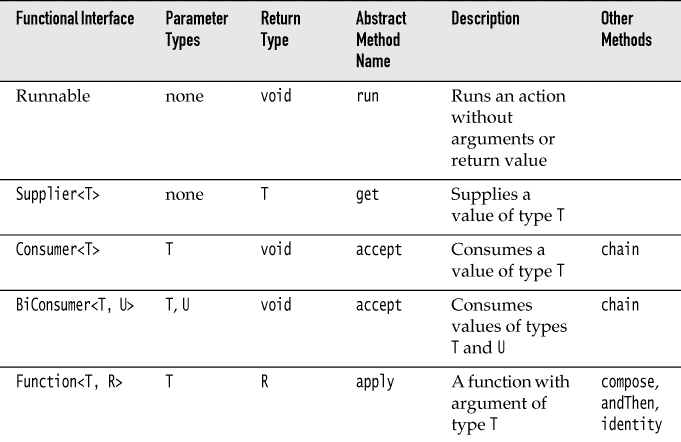 Functional Interface Parameter Types Return Type Abstract Method Name Description Other Methods
Runnable none void run Runs an action without arguments or return value
Supplier<T> none T get Supplies a value of type T
Consumer<T> T void accept Consumes a value of type T chain
BiConsumer<T, U> T, U void accept Consumes values of types T and U chain
Function<T, R> T R apply A function with argument of type T compose, andThen, identity